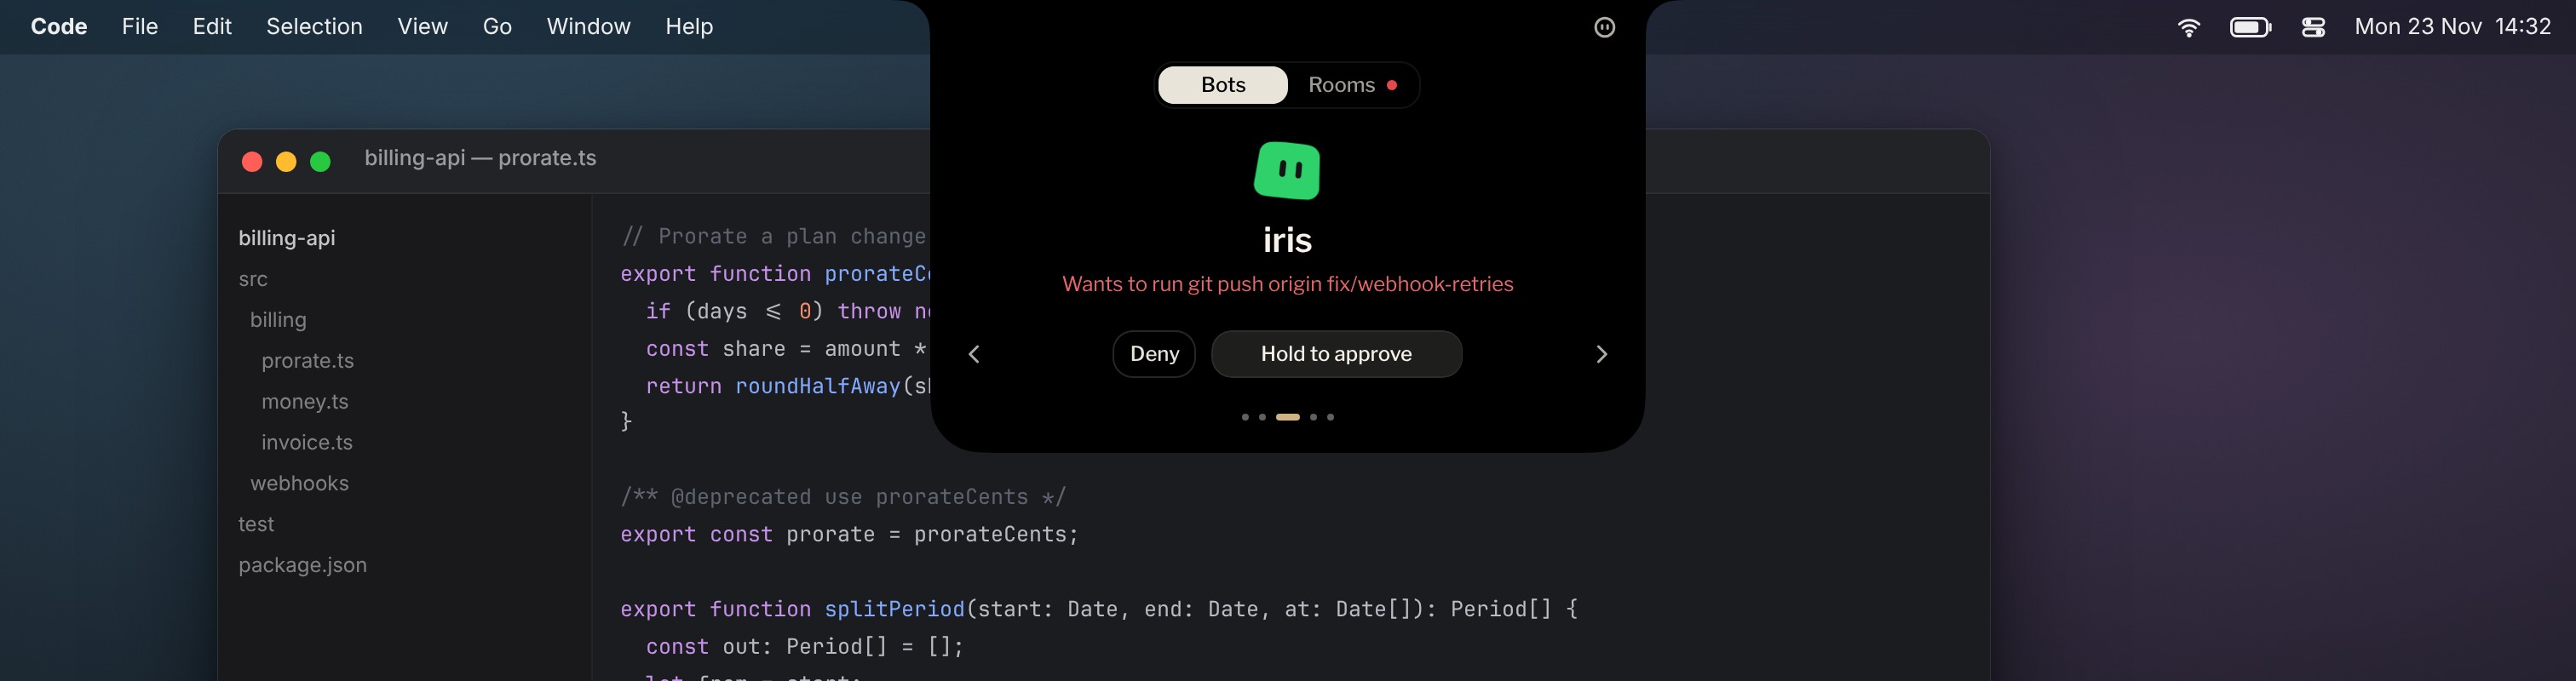 Code File Edit Selection View Go Window Help
Mon 23 Nov 14:32
Bots Rooms
iris
Wants to run git push origin fix/webhook-retries
Deny Hold to approve
billing-api — prorate.ts
billing-api
src
billing
prorate.ts
money.ts
invoice.ts
webhooks
test
package.json
// Prorate a plan change
export function
if (days <= 0) throw
const share = amount *
return roundHalfAway(
}
/** @deprecated use prorateCents */
export const prorate = prorateCents;
export function splitPeriod(start: Date, end: Date, at: Date[]): Period[] {
const out: Period[] = [];